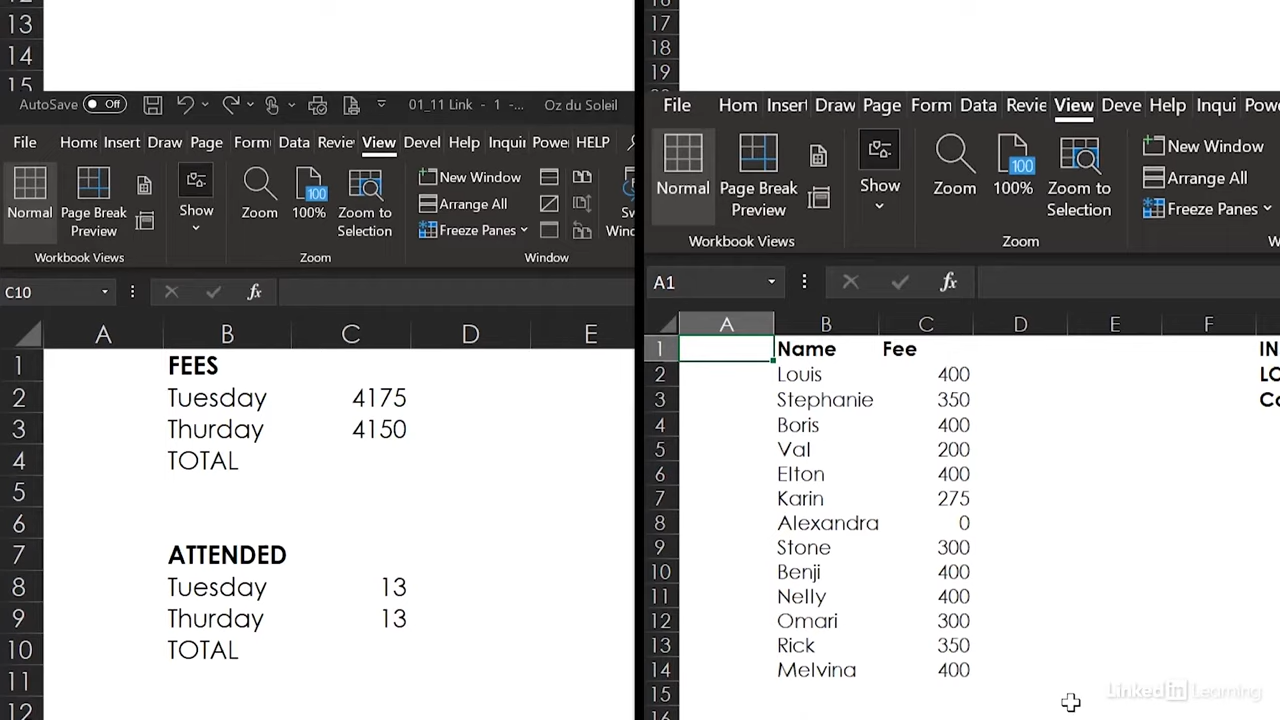 12
13
14
15
AutoSave Off 01_11 Link - 1 -... Oz du Soleil
File Home Insert Draw Page Form Data Revie View Devel Help Inquir Power HELP
Normal Page Break Preview Show Zoom 100% Zoom to Selection New Window Arrange All Freeze Panes
Workbook Views Zoom Window
C10 fx
A B C D E
1 FEES
2 Tuesday 4175
3 Thurday 4150
4 TOTAL
5
6
7 ATTENDED
8 Tuesday 13
9 Thurday 13
10 TOTAL
11
12
16
17
18
19
File Hom Insert Draw Page Form Data Revie View Deve Help Inqui Powe
Normal Page Break Preview Show Zoom 100% Zoom to Selection New Window Arrange All Freeze Panes
Workbook Views Zoom
A1 fx
A B C D E F
1 Name Fee IN
2 Louis 400 LO
3 Stephanie 350 Co
4 Boris 400
5 Val 200
6 Elton 400
7 Karin 275
8 Alexandra 0
9 Stone 300
10 Benji 400
11 Nelly 400
12 Omari 300
13 Rick 350
14 Melvina 400
15
16
Linked in Learning